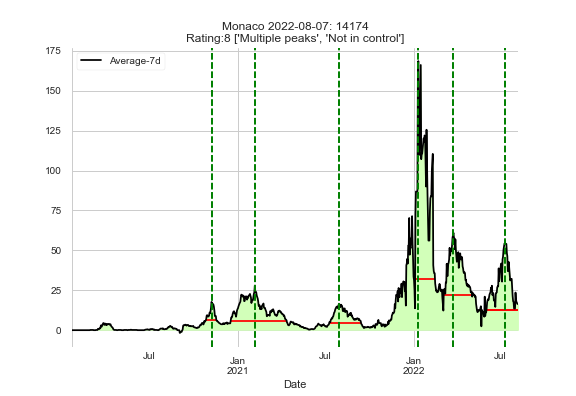 Monaco 2022-08-07: 14174
Rating:8 ['Multiple peaks', 'Not in control']
Average-7d
175
150
125
100
75
50
25
0
Jul
Jan
2021
Jul
Jan
2022
Jul
Date